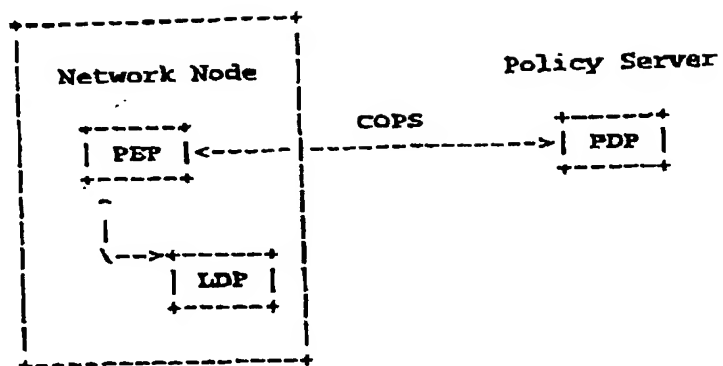 Network Node
Policy Server
COPS
PEP
PDP
LDP